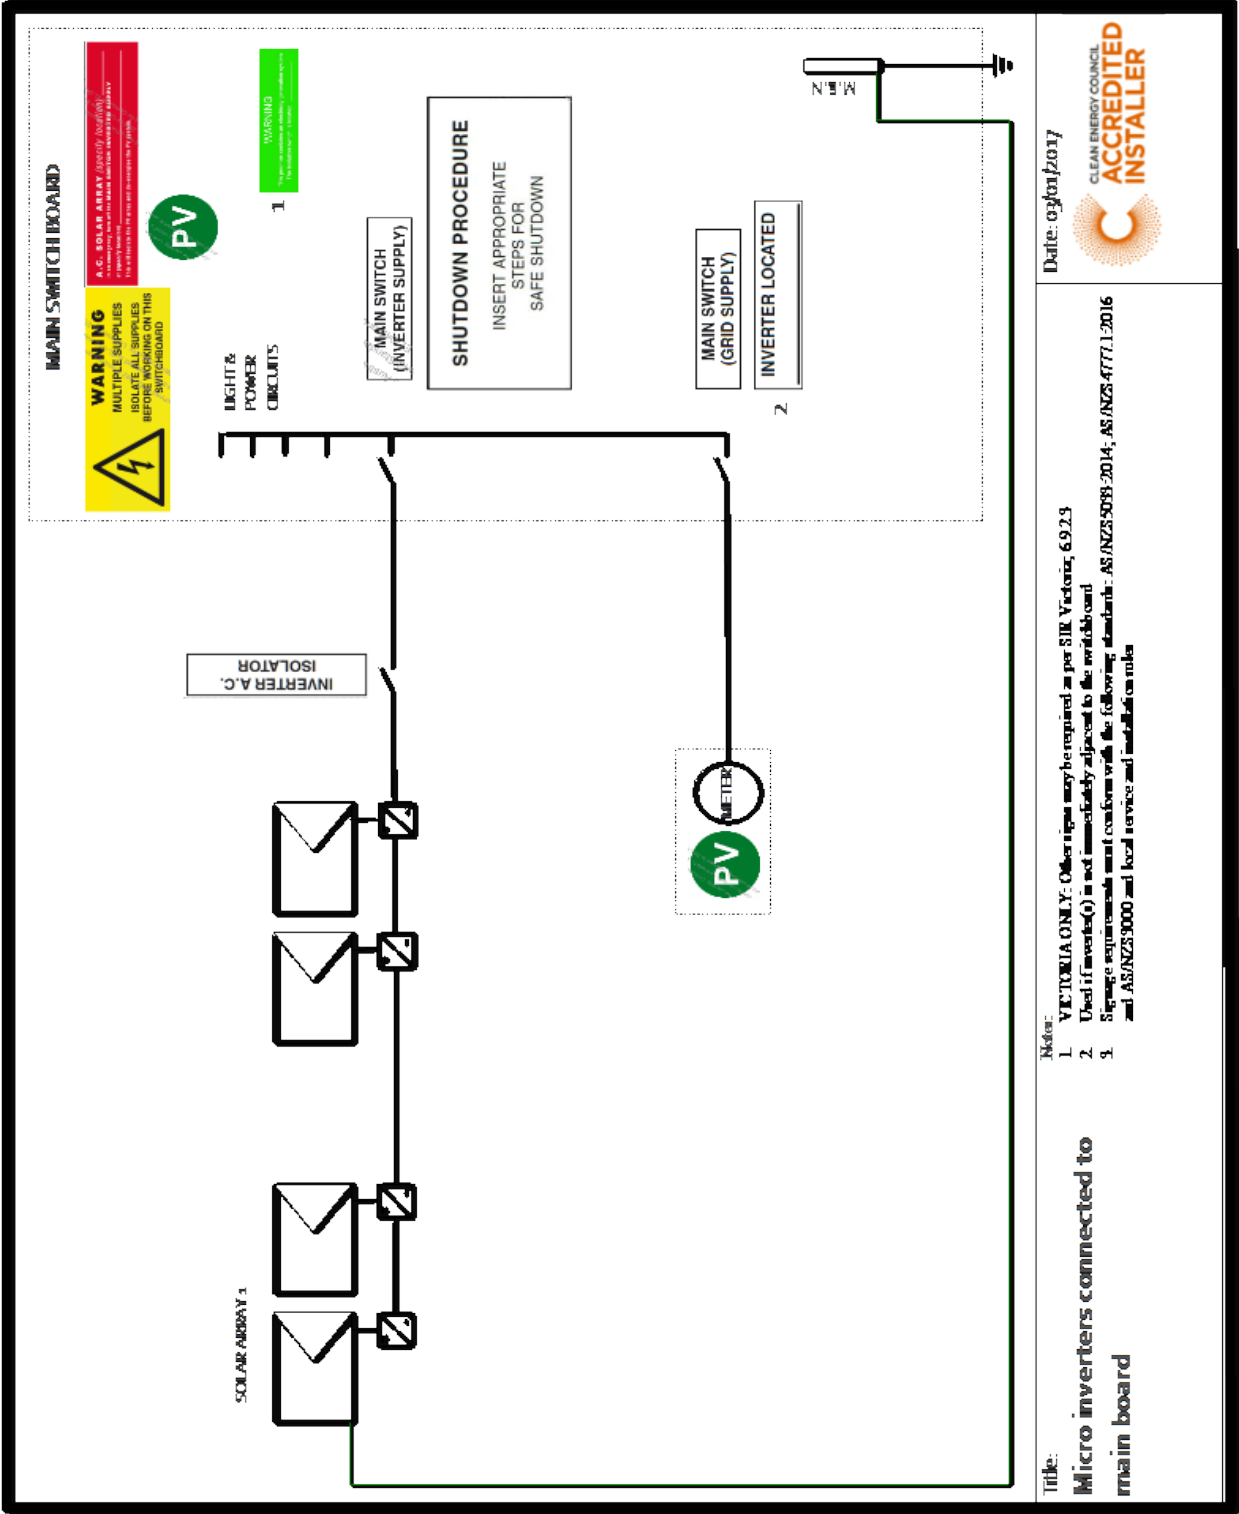 MAIN SWITCH BOARD
WARNING
MULTIPLE SUPPLIES
ISOLATE ALL SUPPLIES
BEFORE WORKING ON THIS
SWITCHBOARD
A.C. SOLAR ARRAY (specify location)
PV
WARNING
1
LIGHT &
POWER
CIRCUITS
MAIN SWITCH
(INVERTER SUPPLY)
SHUTDOWN PROCEDURE
INSERT APPROPRIATE
STEPS FOR
SAFE SHUTDOWN
MAIN SWITCH
(GRID SUPPLY)
INVERTER LOCATED
2
M.E.N
INVERTER A.C.
ISOLATOR
METER
PV
SOLAR ARRAY 1
Title:
Micro inverters connected to
main board
Notes:
1. VICTORIA ONLY: Other signs may be required as per SIR Victoria, 6.9.2.3
2. Used if inverter(s) is not immediately adjacent to the switchboard
3. Signage requirements must conform with the following standards: AS/NZS5033-2014; AS/NZS4777.1:2016
and AS/NZS3000 and local service and installation rules
Date: 03/01/2017
CLEAN ENERGY COUNCIL
ACCREDITED
INSTALLER